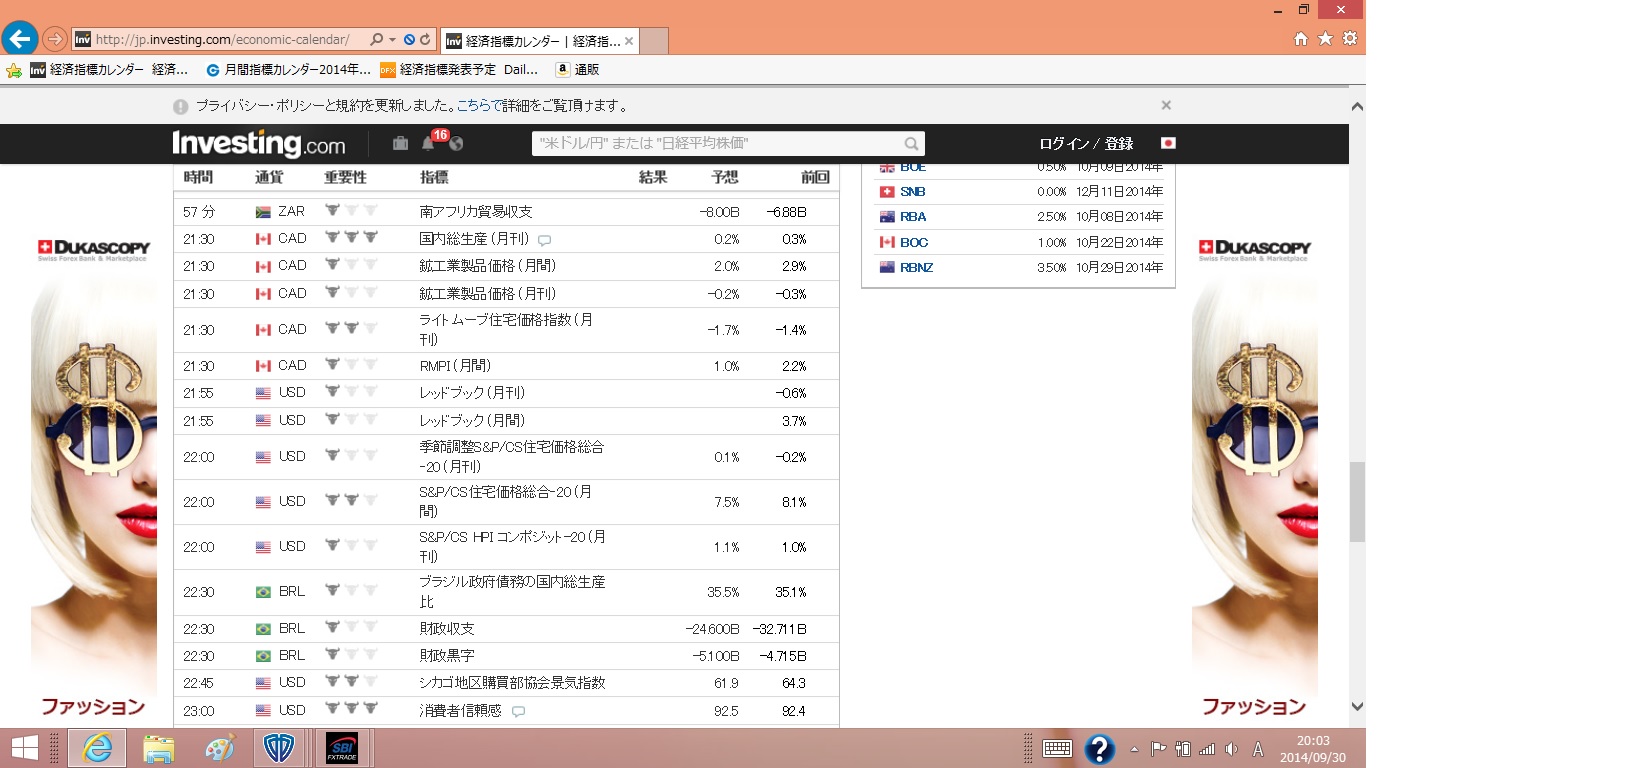 http://jp.investing.com/economic-calendar/
経済指標カレンダー | 経済指...
経済指標カレンダー 経済...
月間指標カレンダー2014年...
経済指標発表予定 Dail...
通販
プライバシー・ポリシーと規約を更新しました。こちらで詳細をご覧頂けます。
Investing.com
16
"米ドル/円" または "日経平均株価"
ログイン / 登録
時間 通貨 重要性 指標 結果 予想 前回
57 分 ZAR 南アフリカ貿易収支 -8.00B -6.88B
21:30 CAD 国内総生産 (月刊) 0.2% 0.3%
21:30 CAD 鉱工業製品価格 (月間) 2.0% 2.9%
21:30 CAD 鉱工業製品価格 (月刊) -0.2% -0.3%
21:30 CAD ライトムーブ住宅価格指数 (月 -1.7% -1.4%
刊)
21:30 CAD RMPI (月間) 1.0% 2.2%
21:55 USD レッドブック (月刊) -0.6%
21:55 USD レッドブック (月間) 3.7%
22:00 USD 季節調整S&P/CS住宅価格総合 0.1% -0.2%
-20 (月刊)
22:00 USD S&P/CS住宅価格総合-20 (月 7.5% 8.1%
間)
22:00 USD S&P/CS HPI コンポジット-20 (月 1.1% 1.0%
刊)
22:30 BRL ブラジル政府債務の国内総生産 35.5% 35.1%
比
22:30 BRL 財政収支 -24.600B -32.711B
22:30 BRL 財政黒字 -5.100B -4.715B
22:45 USD シカゴ地区購買部協会景気指数 61.9 64.3
23:00 USD 消費者信頼感 92.5 92.4
BOE 0.50% 10月09日2014年
SNB 0.00% 12月11日2014年
RBA 2.50% 10月08日2014年
BOC 1.00% 10月22日2014年
RBNZ 3.50% 10月29日2014年
DUKASCOPY
Swiss Forex Bank & Marketplace
ファッション
DUKASCOPY
Swiss Forex Bank & Marketplace
ファッション
SBI
FXTRADE
A
20:03
2014/09/30